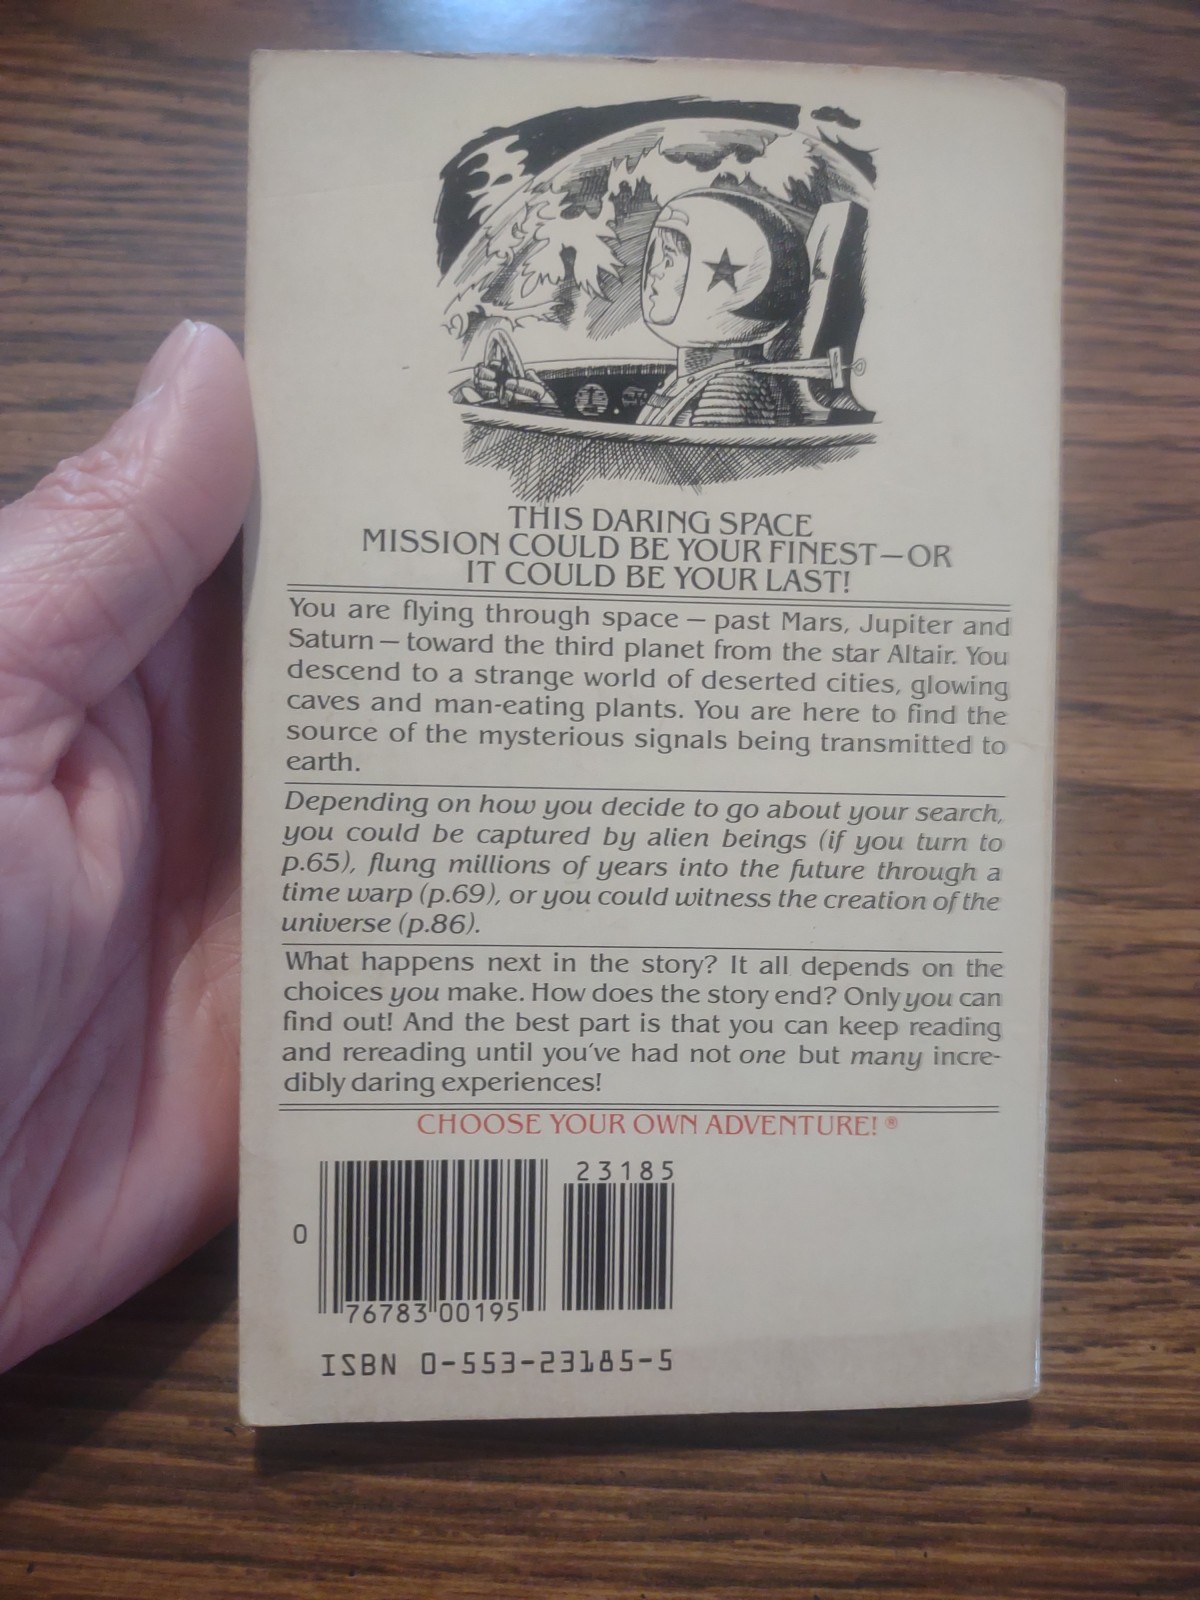 THIS DARING SPACE
MISSION COULD BE YOUR FINEST—OR
IT COULD BE YOUR LAST!
You are flying through space — past Mars, Jupiter and
Saturn — toward the third planet from the star Altair. You
descend to a strange world of deserted cities, glowing
caves and man-eating plants. You are here to find the
source of the mysterious signals being transmitted to
earth.
Depending on how you decide to go about your search,
you could be captured by alien beings (if you turn to
p.65), flung millions of years into the future through a
time warp (p.69), or you could witness the creation of the
universe (p.86).
What happens next in the story? It all depends on the
choices you make. How does the story end? Only you can
find out! And the best part is that you can keep reading
and rereading until you've had not one but many incre-
dibly daring experiences!
CHOOSE YOUR OWN ADVENTURE! ®
23185
0
76783 00195
ISBN 0-553-23185-5